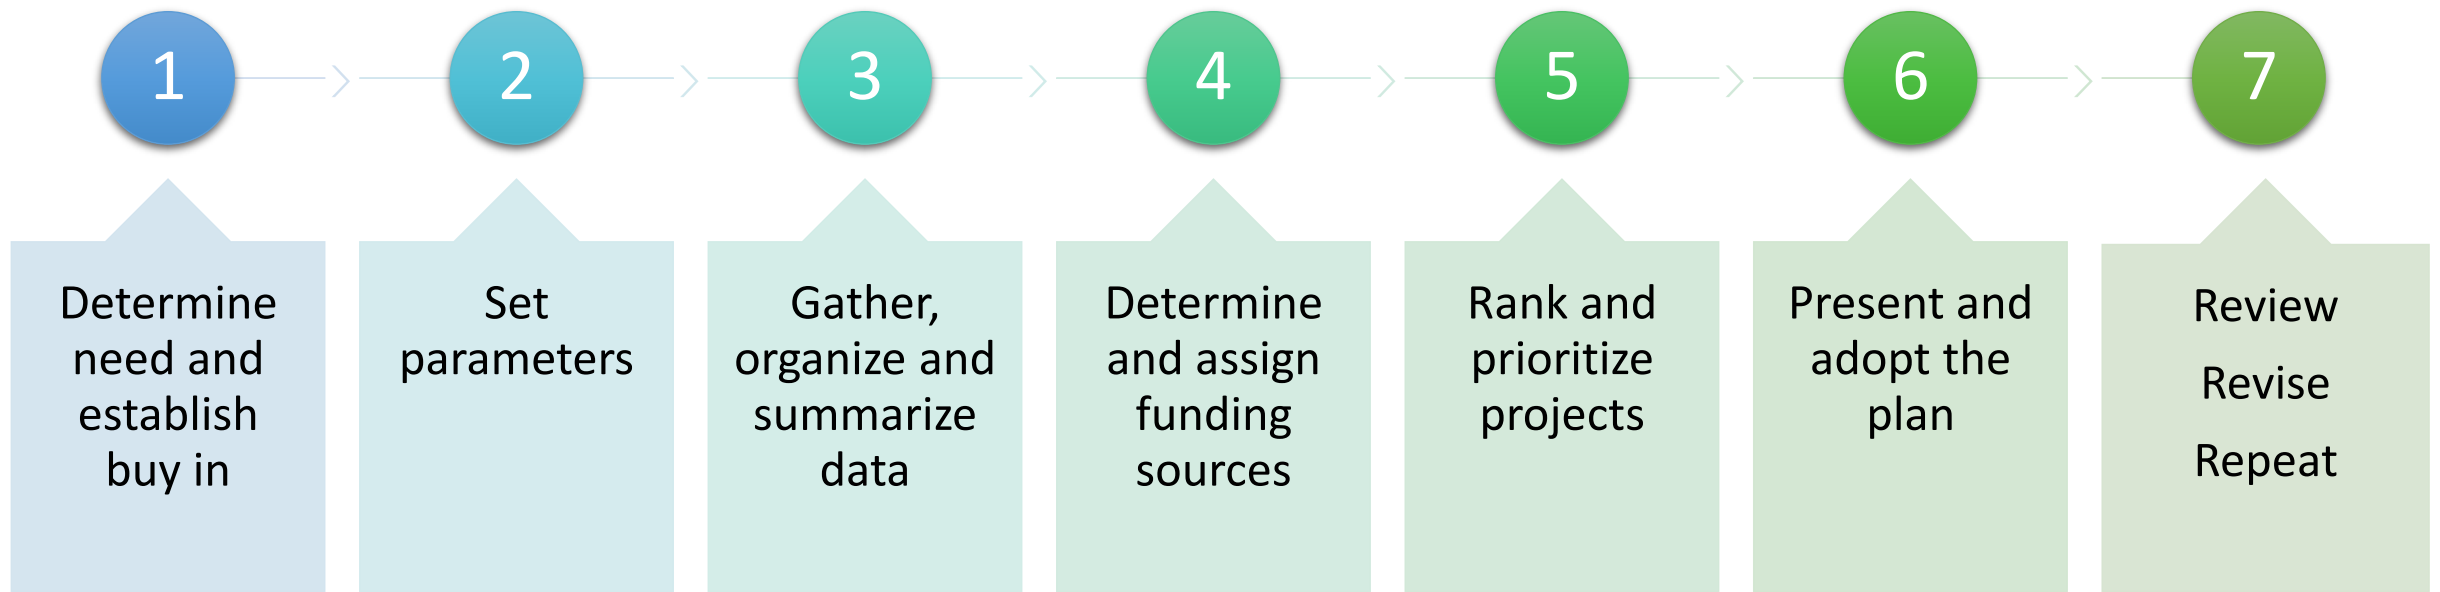 1
2
3
4
5
6
7
Determine
need and
establish
buy in
Set
parameters
Gather,
organize and
summarize
data
Determine
and assign
funding
sources
Rank and
prioritize
projects
Present and
adopt the
plan
Review
Revise
Repeat